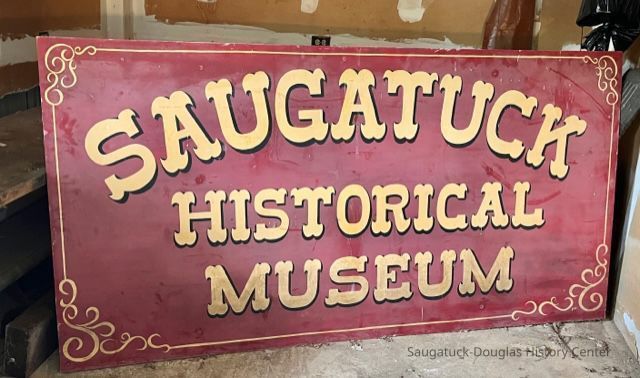 SAUGATUCK
HISTORICAL
MUSEUM
Saugatuck-Douglas History Center